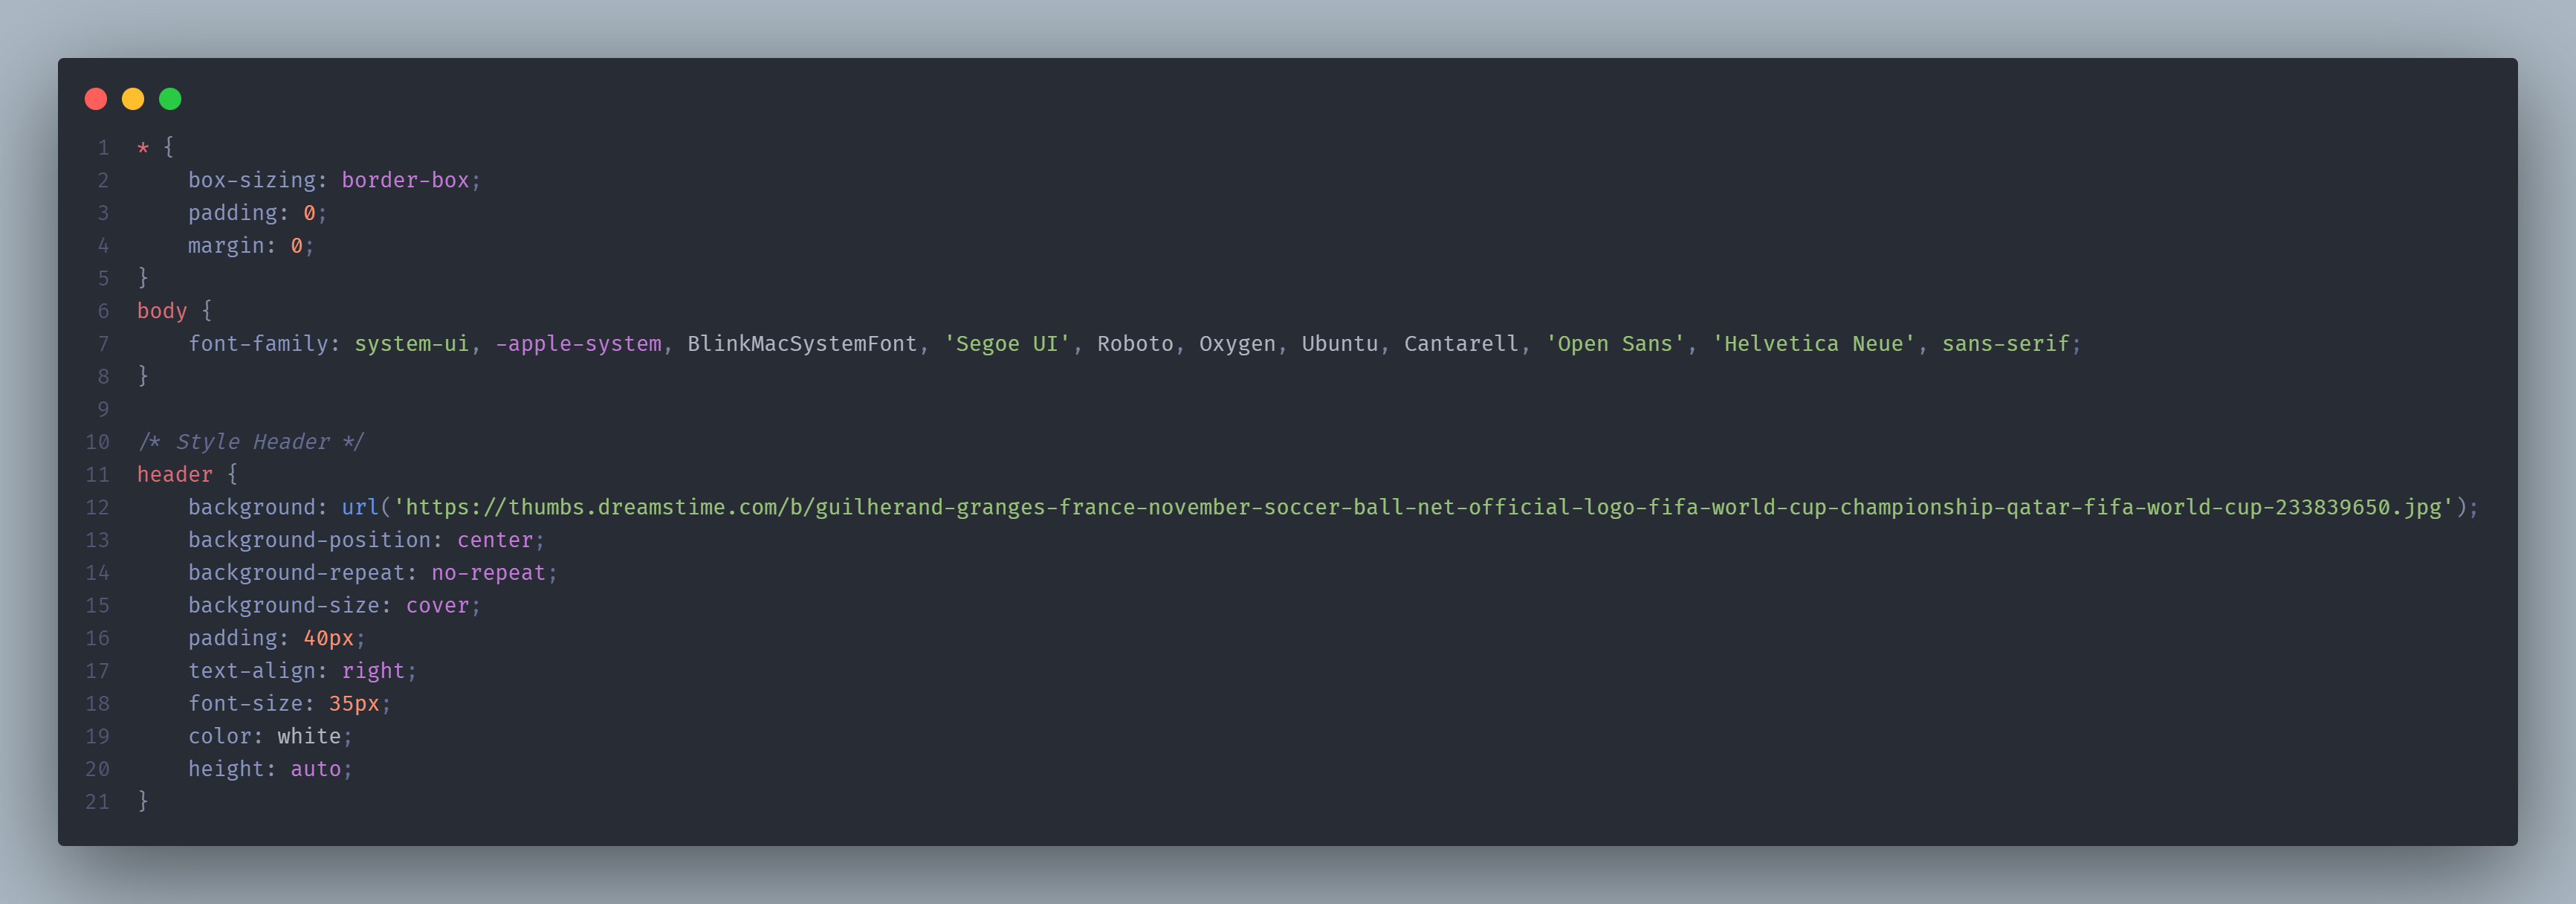 1 * {
2     box-sizing: border-box;
3     padding: 0;
4     margin: 0;
5 }
6 body {
7     font-family: system-ui, -apple-system, BlinkMacSystemFont, 'Segoe UI', Roboto, Oxygen, Ubuntu, Cantarell, 'Open Sans', 'Helvetica Neue', sans-serif;
8 }
9
10 /* Style Header */
11 header {
12     background: url('https://thumbs.dreamstime.com/b/guilherand-granges-france-november-soccer-ball-net-official-logo-fifa-world-cup-championship-qatar-fifa-world-cup-233839650.jpg');
13     background-position: center;
14     background-repeat: no-repeat;
15     background-size: cover;
16     padding: 40px;
17     text-align: right;
18     font-size: 35px;
19     color: white;
20     height: auto;
21 }